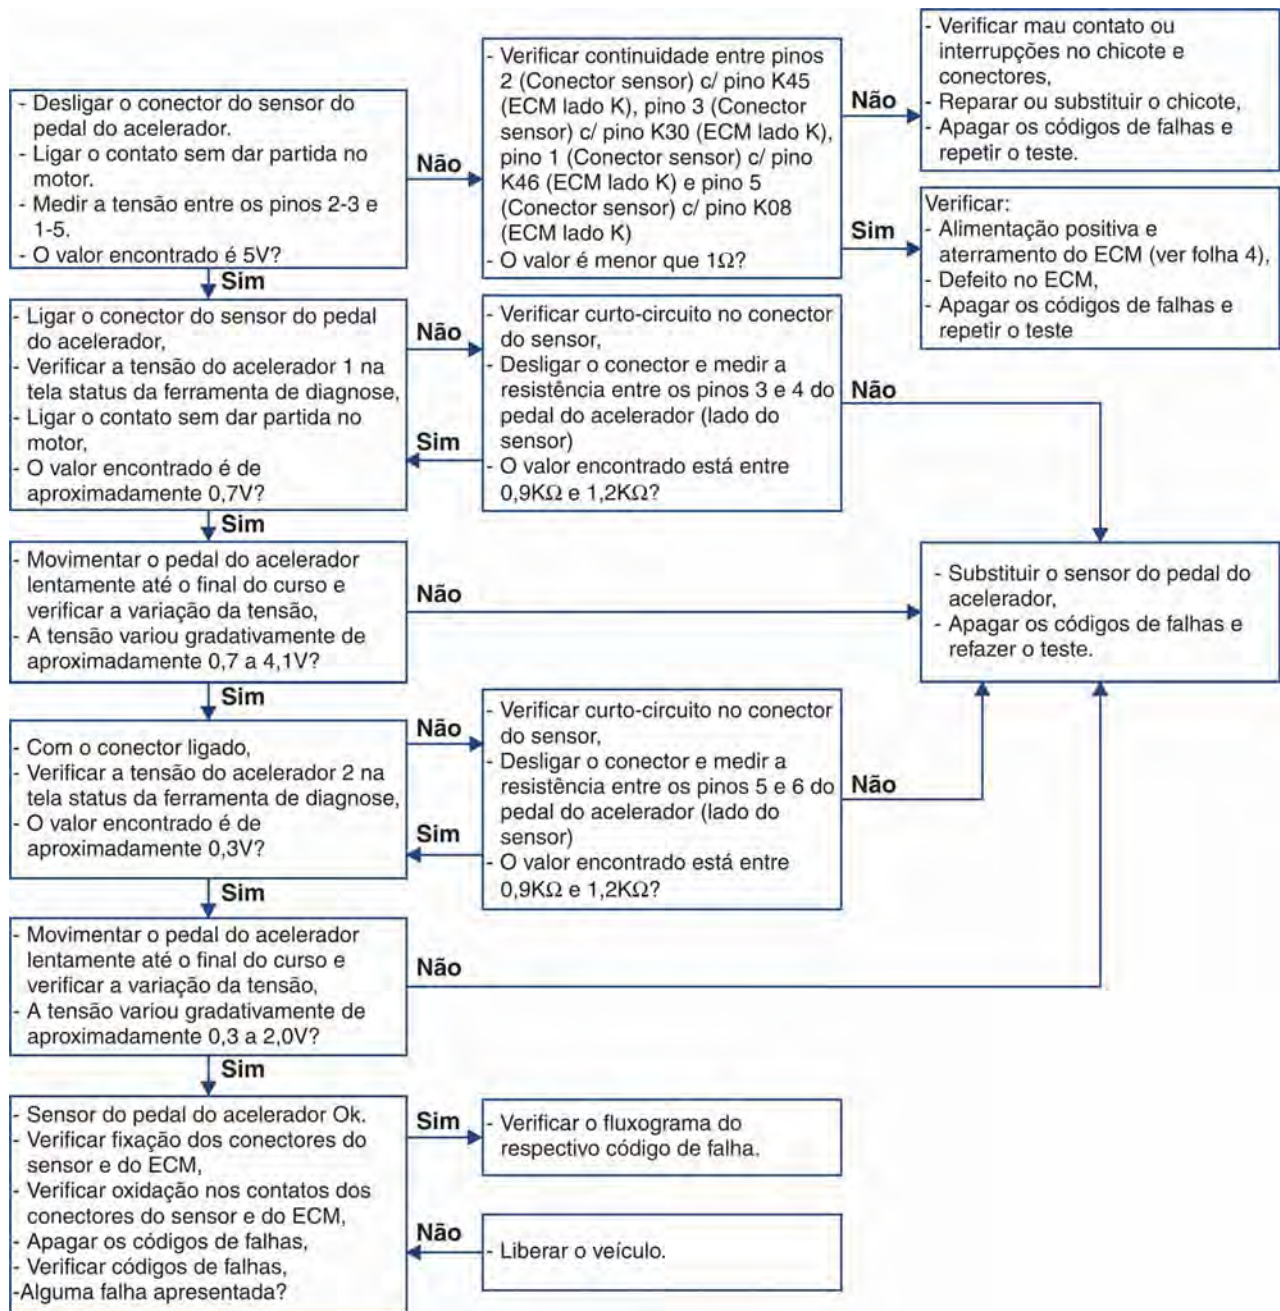 - Desligar o conector do sensor do
pedal do acelerador.
- Ligar o contato sem dar partida no
motor.
- Medir a tensão entre os pinos 2-3 e
1-5.
- O valor encontrado é 5V?
Não
- Verificar continuidade entre pinos
2 (Conector sensor) c/ pino K45
(ECM lado K), pino 3 (Conector
sensor) c/ pino K30 (ECM lado K),
pino 1 (Conector sensor) c/ pino
K46 (ECM lado K) e pino 5
(Conector sensor) c/ pino K08
(ECM lado K)
- O valor é menor que 1Ω?
Não
- Verificar mau contato ou
interrupções no chicote e
conectores,
- Reparar ou substituir o chicote,
- Apagar os códigos de falhas e
repetir o teste.
Sim
Verificar:
- Alimentação positiva e
aterramento do ECM (ver folha 4),
- Defeito no ECM,
- Apagar os códigos de falhas e
repetir o teste
Sim
- Ligar o conector do sensor do pedal
do acelerador,
- Verificar a tensão do acelerador 1 na
tela status da ferramenta de diagnose,
- Ligar o contato sem dar partida no
motor,
- O valor encontrado é de
aproximadamente 0,7V?
Não
Sim
- Verificar curto-circuito no conector
do sensor,
- Desligar o conector e medir a
resistência entre os pinos 3 e 4 do
pedal do acelerador (lado do
sensor)
- O valor encontrado está entre
0,9KΩ e 1,2KΩ?
Não
Sim
- Movimentar o pedal do acelerador
lentamente até o final do curso e
verificar a variação da tensão,
- A tensão variou gradativamente de
aproximadamente 0,7 a 4,1V?
Não
- Substituir o sensor do pedal do
acelerador,
- Apagar os códigos de falhas e
refazer o teste.
Sim
- Com o conector ligado,
- Verificar a tensão do acelerador 2 na
tela status da ferramenta de diagnose,
- O valor encontrado é de
aproximadamente 0,3V?
Não
Sim
- Verificar curto-circuito no conector
do sensor,
- Desligar o conector e medir a
resistência entre os pinos 5 e 6 do
pedal do acelerador (lado do
sensor)
- O valor encontrado está entre
0,9KΩ e 1,2KΩ?
Não
Sim
- Movimentar o pedal do acelerador
lentamente até o final do curso e
verificar a variação da tensão,
- A tensão variou gradativamente de
aproximadamente 0,3 a 2,0V?
Não
Sim
- Sensor do pedal do acelerador Ok.
- Verificar fixação dos conectores do
sensor e do ECM,
- Verificar oxidação nos contatos dos
conectores do sensor e do ECM,
- Apagar os códigos de falhas,
- Verificar códigos de falhas,
-Alguma falha apresentada?
Sim
- Verificar o fluxograma do
respectivo código de falha.
Não
- Liberar o veículo.